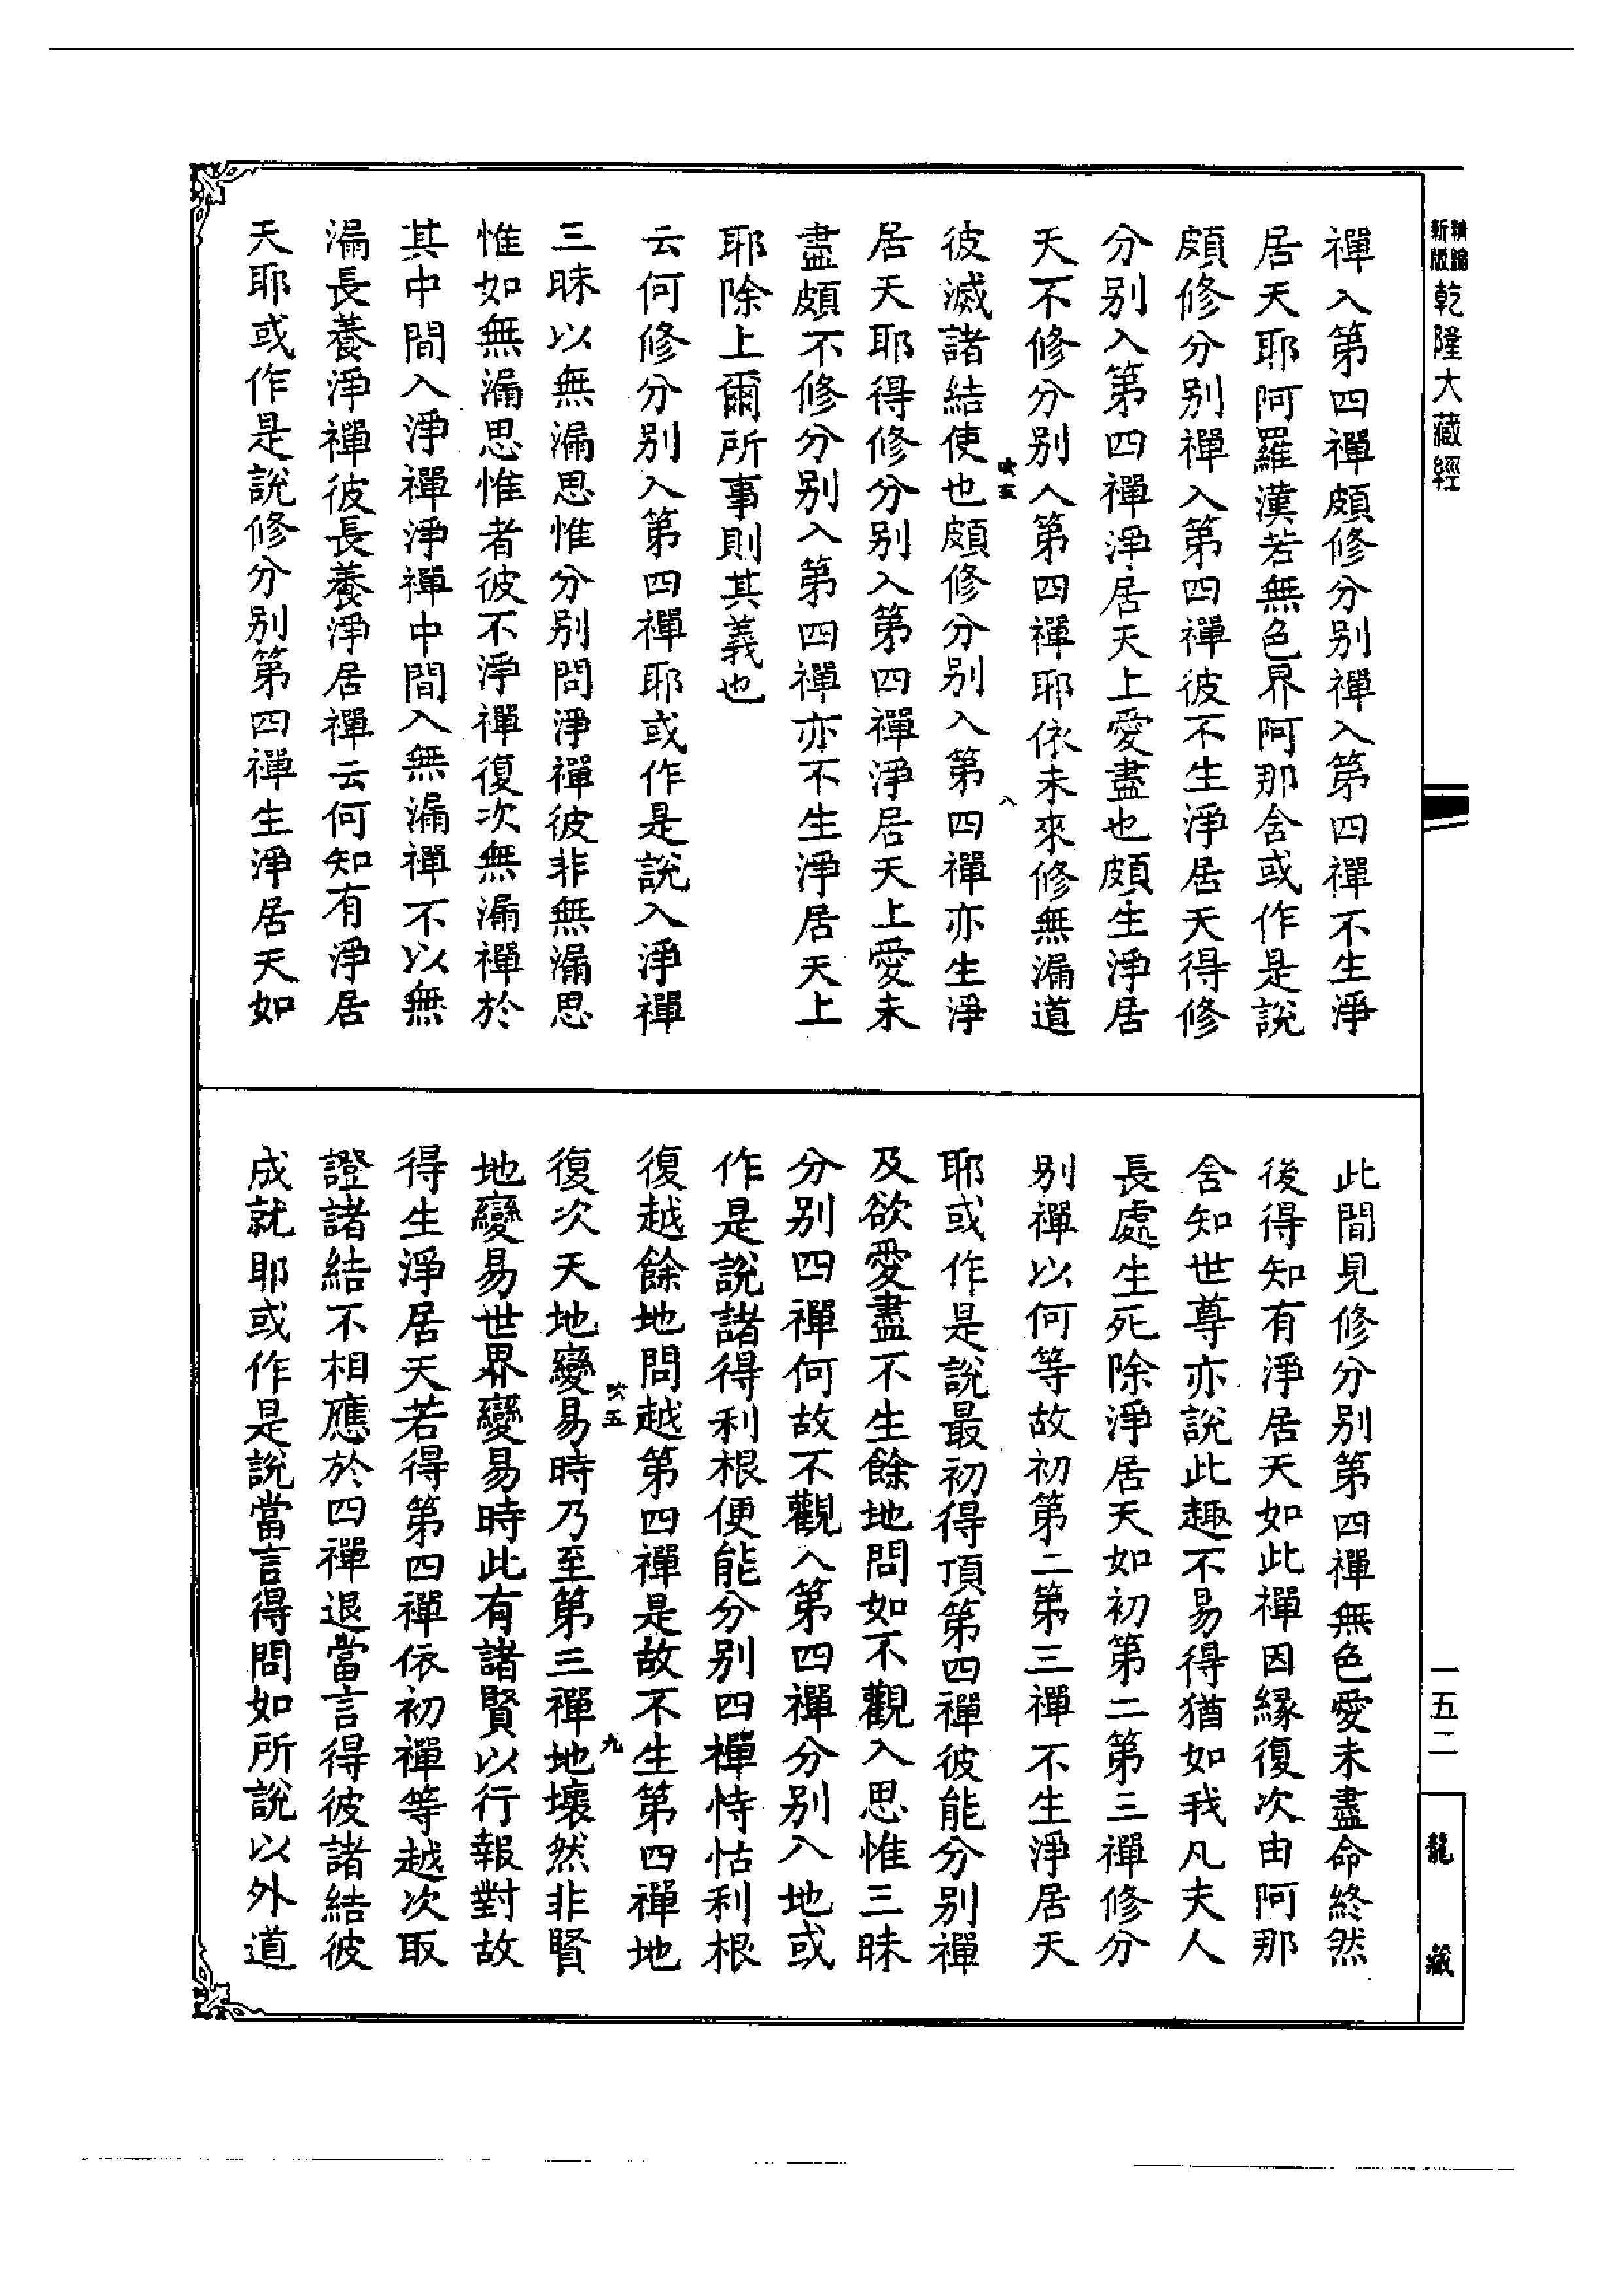 新版
乾隆大藏經
一五二
龍藏
禪入第四禪頗修分別禪入第四禪不生淨
居天耶阿羅漢若無色界阿那含或作是說
頗修分別禪入第四禪彼不生淨居天得修
分別入第四禪淨居天上愛盡也頗生淨居
天不修分別入第四禪耶依未來修無漏道
八
彼滅諸結使也頗修分別入第四禪亦生淨
居天耶得修分別入第四禪淨居天上愛未
盡頗不修分別入第四禪亦不生淨居天上
耶除上爾所事則其義也
云何修分別入第四禪耶或作是說入淨禪
三昧以無漏思惟分別問淨禪彼非無漏思
惟如無漏思惟者彼不淨禪復次無漏禪於
其中間入淨禪淨禪中間入無漏禪不以無
漏長養淨禪彼長養淨居禪云何知有淨居
天耶或作是說修分別第四禪生淨居天如
此間見修分別第四禪無色愛未盡命終然
後得知有淨居天如此禪因緣復次由阿那
含知世尊亦說此趣不易得猶如我凡夫人
長處生死除淨居天如初第二第三禪修分
別禪以何等故初第二第三禪不生淨居天
耶或作是說最初得頂第四禪彼能分別禪
及欲愛盡不生餘地問如不觀入思惟三昧
分別四禪何故不觀入第四禪分別入地或
作是說諸得利根便能分別四禪恃怙利根
復越餘地問越第四禪是故不生第四禪地
五
九
復次天地變易時乃至第三禪地壞然非賢
地變易世界變易時此有諸賢以行報對故
得生淨居天若得第四禪依初禪等越次取
證諸結不相應於四禪退當言得彼諸結彼
成就耶或作是說當言得問如所說以外道